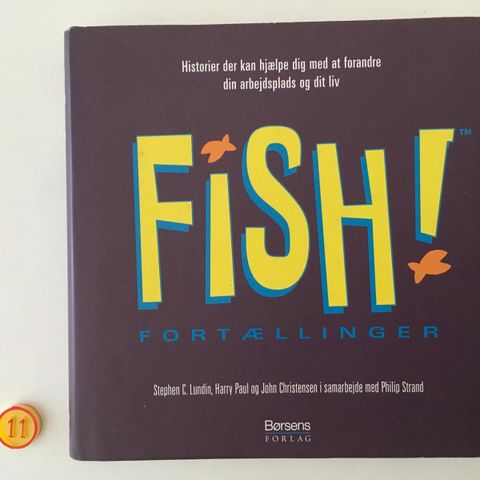 Historier der kan hjælpe dig med at forandre
din arbejdsplads og dit liv
FiSH! ™
FORTÆLLINGER
Stephen C. Lundin, Harry Paul og John Christensen i samarbejde med Philip Strand
Børsens
FORLAG
11